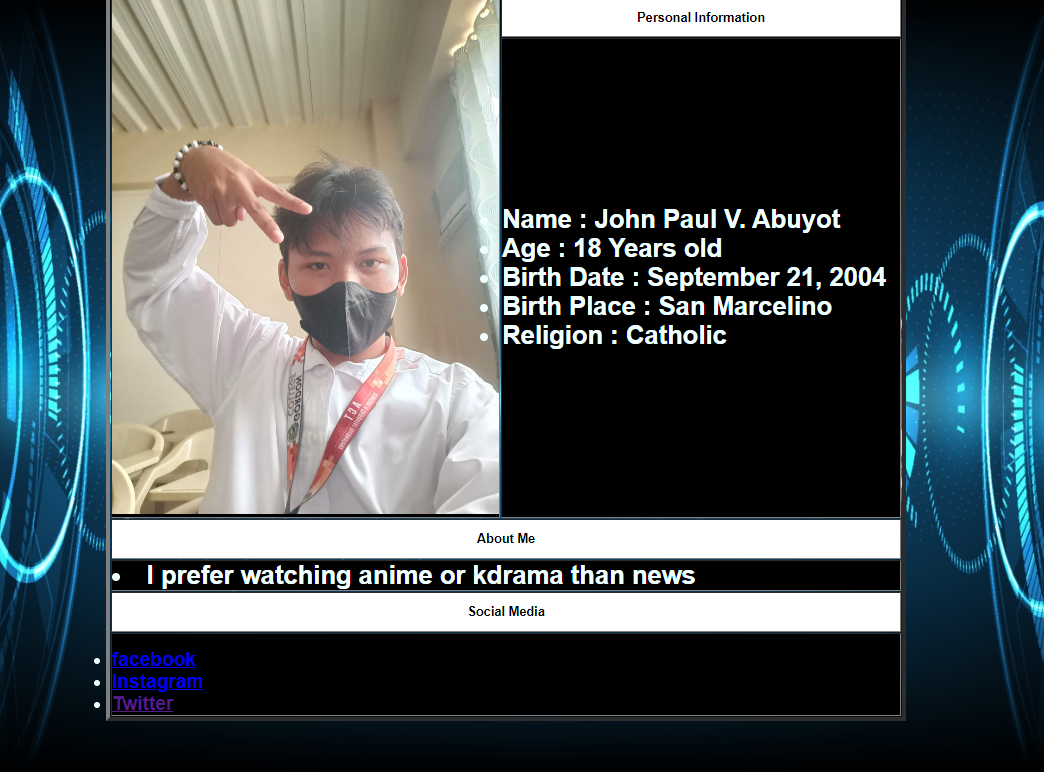 Personal Information
Name : John Paul V. Abuyot
Age : 18 Years old
Birth Date : September 21, 2004
Birth Place : San Marcelino
Religion : Catholic
GORDON
About Me
I prefer watching anime or kdrama than news
Social Media
facebook
Instagram
Twitter